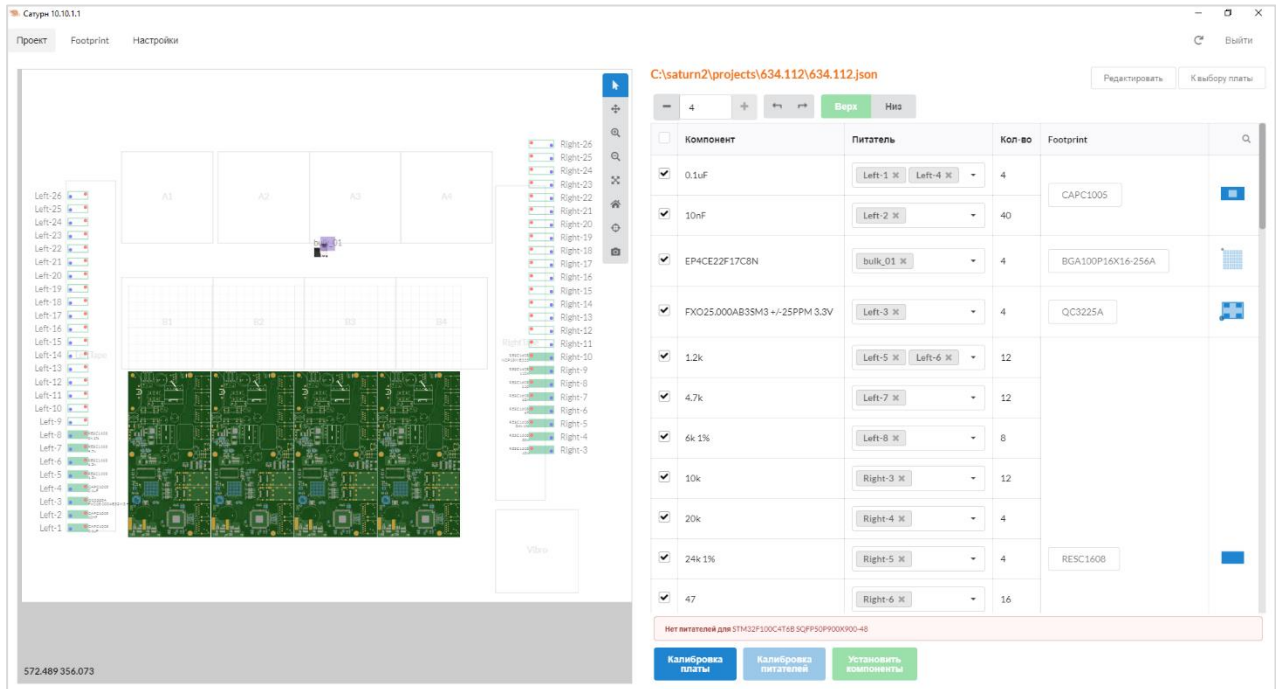 Сатурн 10.10.1.1
Проект Footprint Настройки Выйти
C:\saturn2\projects\634.112\634.112.json Редактировать К выбору платы
4 Верх Низ
Компонент Питатель Кол-во Footprint
0.1uF Left-1 Left-4 4 CAPC1005
10nF Left-2 40
EP4CE22F17C8N bulk_01 4 BGA100P16X16-256A
FXO25.000AB3SM3 +/-25PPM 3.3V Left-3 4 QC3225A
1.2k Left-5 Left-6 12
4.7k Left-7 12
6k 1% Left-8 8
10k Right-3 12
20k Right-4 4
24k 1% Right-5 4 RESC1608
47 Right-6 16
Нет питателей для STM32F100C4T6B SQFP50P900X900-48
Калибровка платы
Калибровка питателей
Установить компоненты
A1 A2 A3 A4
B1 B2 B3 B4
Vibro
Left-26
Left-25
Left-24
Left-23
Left-22
Left-21
Left-20
Left-19
Left-18
Left-17
Left-16
Left-15
Left-14
Left-13
Left-12
Left-11
Left-10
Left-9
Left-8
Left-7
Left-6
Left-5
Left-4
Left-3
Left-2
Left-1
Right-26
Right-25
Right-24
Right-23
Right-22
Right-21
Right-20
Right-19
Right-18
Right-17
Right-16
Right-15
Right-14
Right-13
Right-12
Right-11
Right-10
Right-9
Right-8
Right-7
Right-6
Right-5
Right-4
Right-3
572.489 356.073